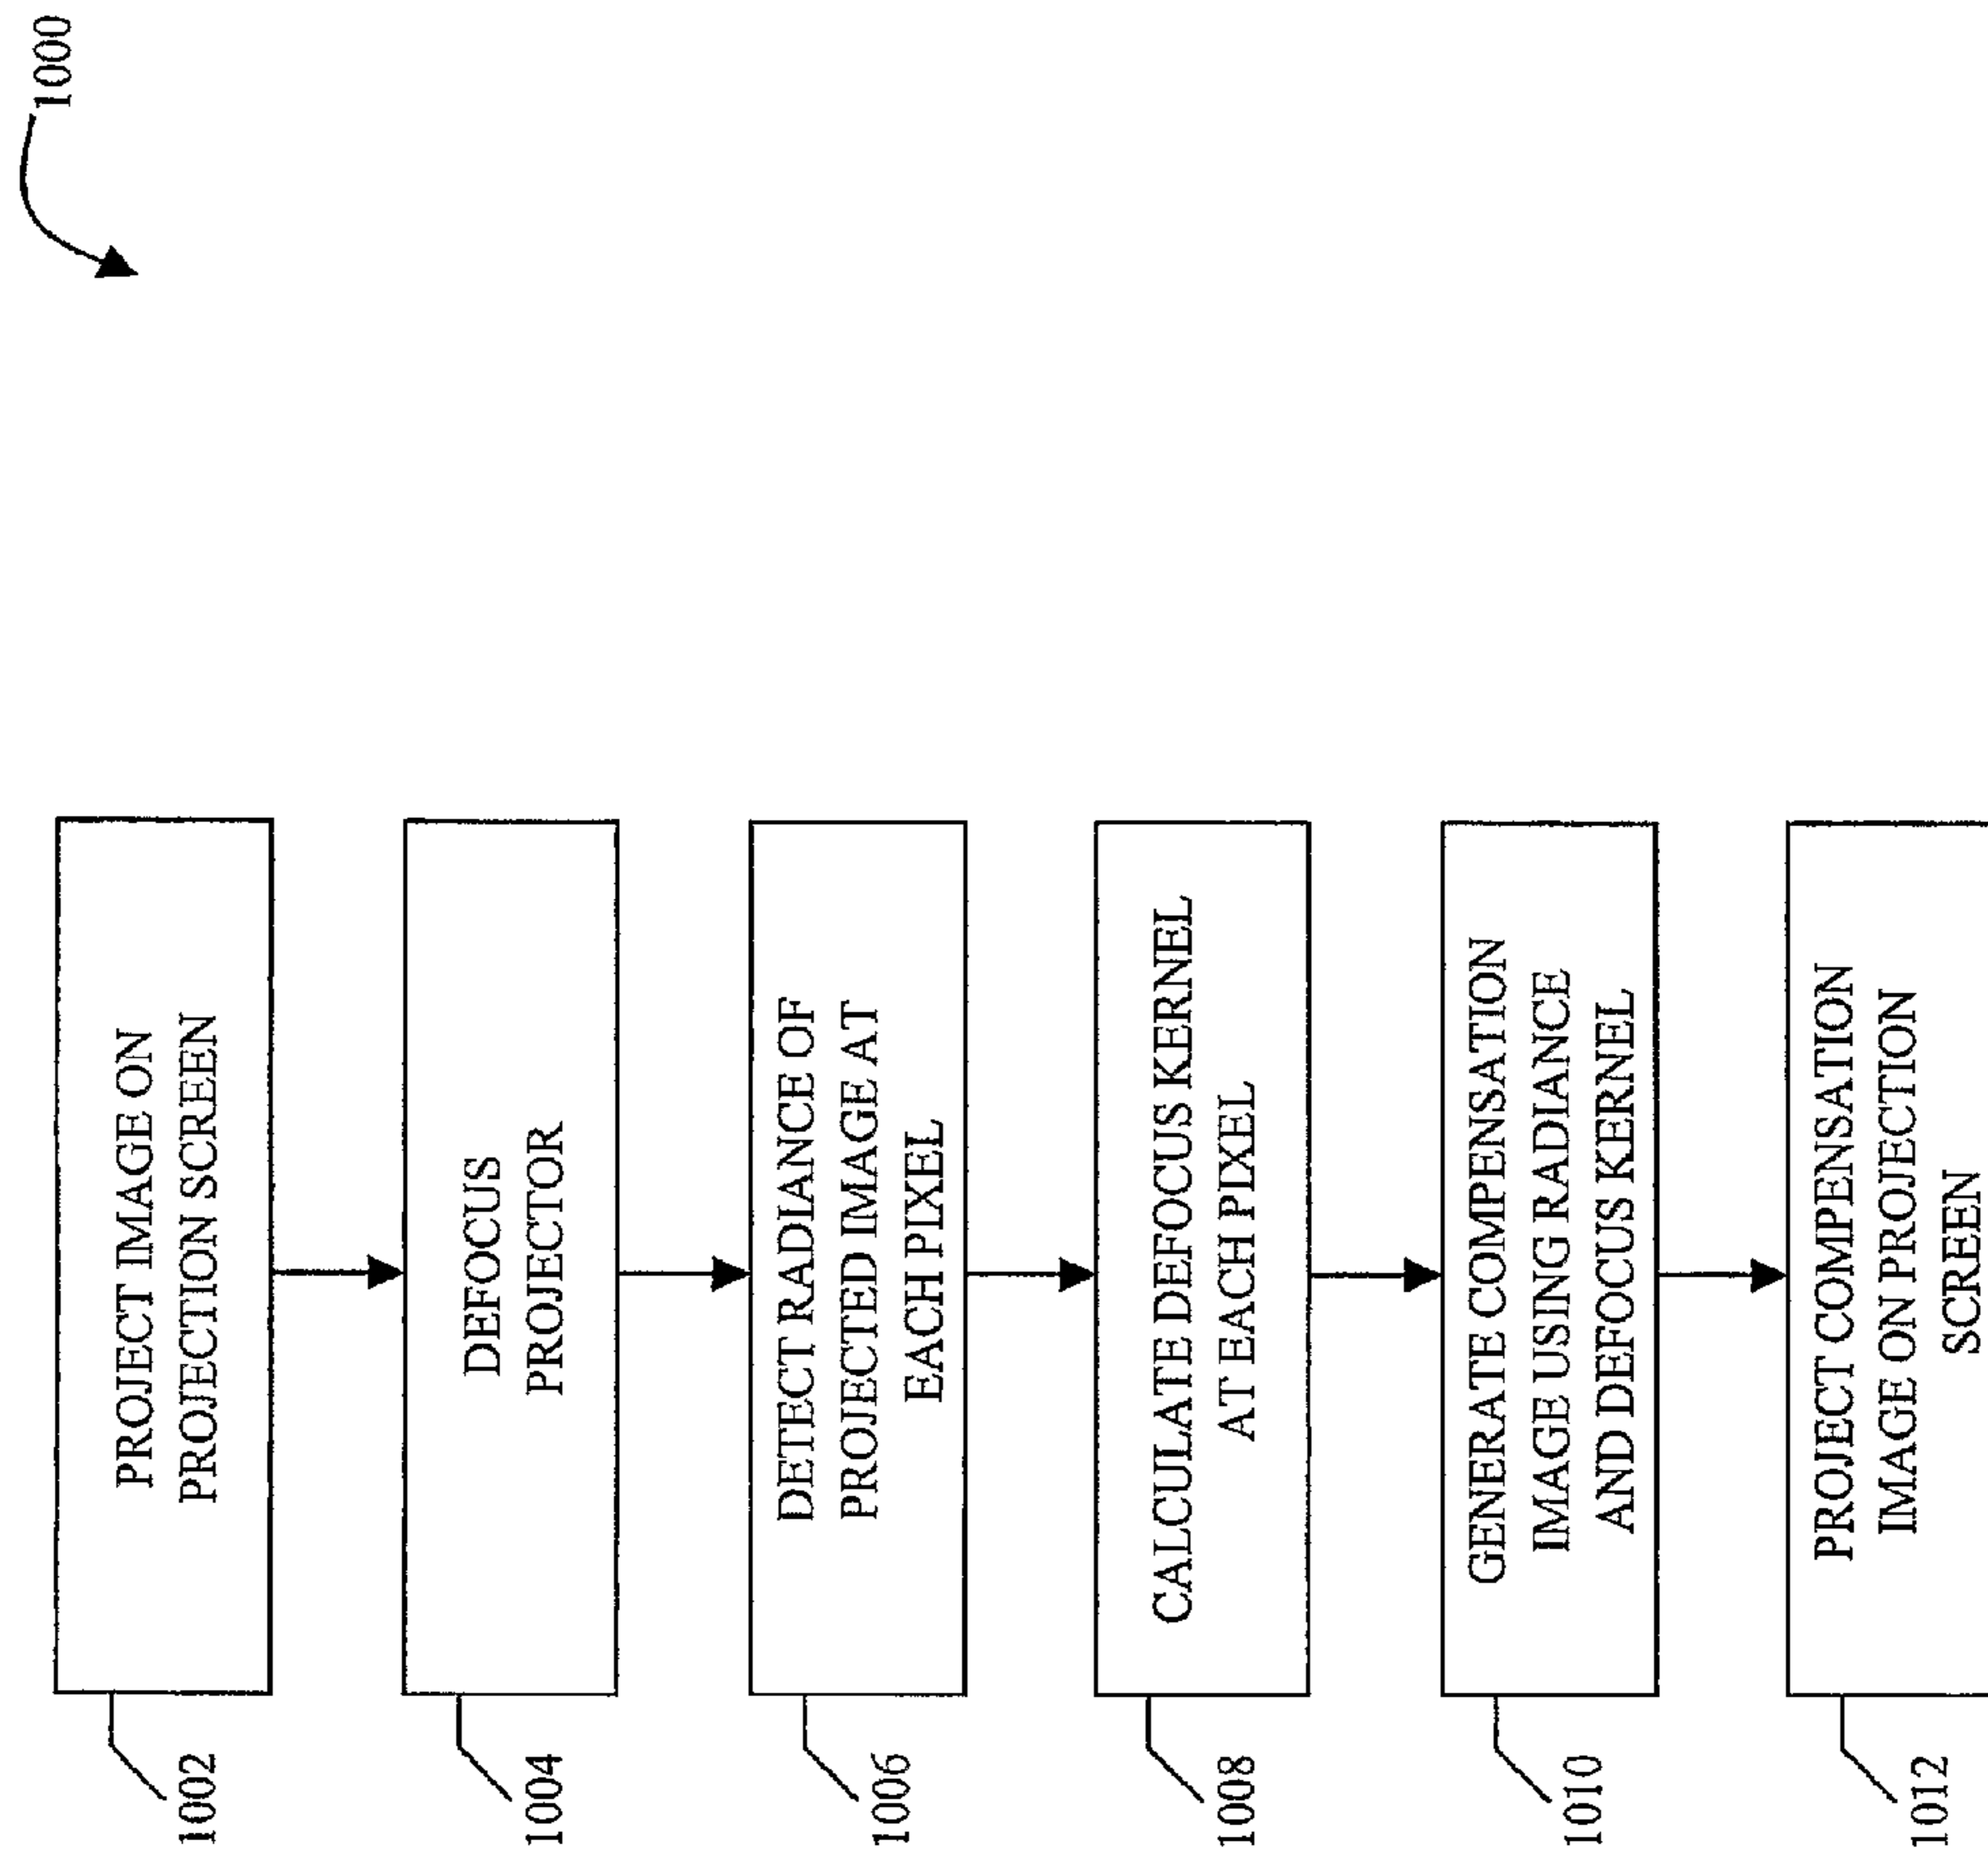 1000
1002
PROJECT IMAGE ON
PROJECTION SCREEN
1004
DEFOCUS
PROJECTOR
1006
DETECT RADIANCE OF
PROJECTED IMAGE AT
EACH PIXEL
1008
CALCULATE DEFOCUS KERNEL
AT EACH PIXEL
1010
GENERATE COMPENSATION
IMAGE USING RADIANCE
AND DEFOCUS KERNEL
1012
PROJECT COMPENSATION
IMAGE ON PROJECTION
SCREEN